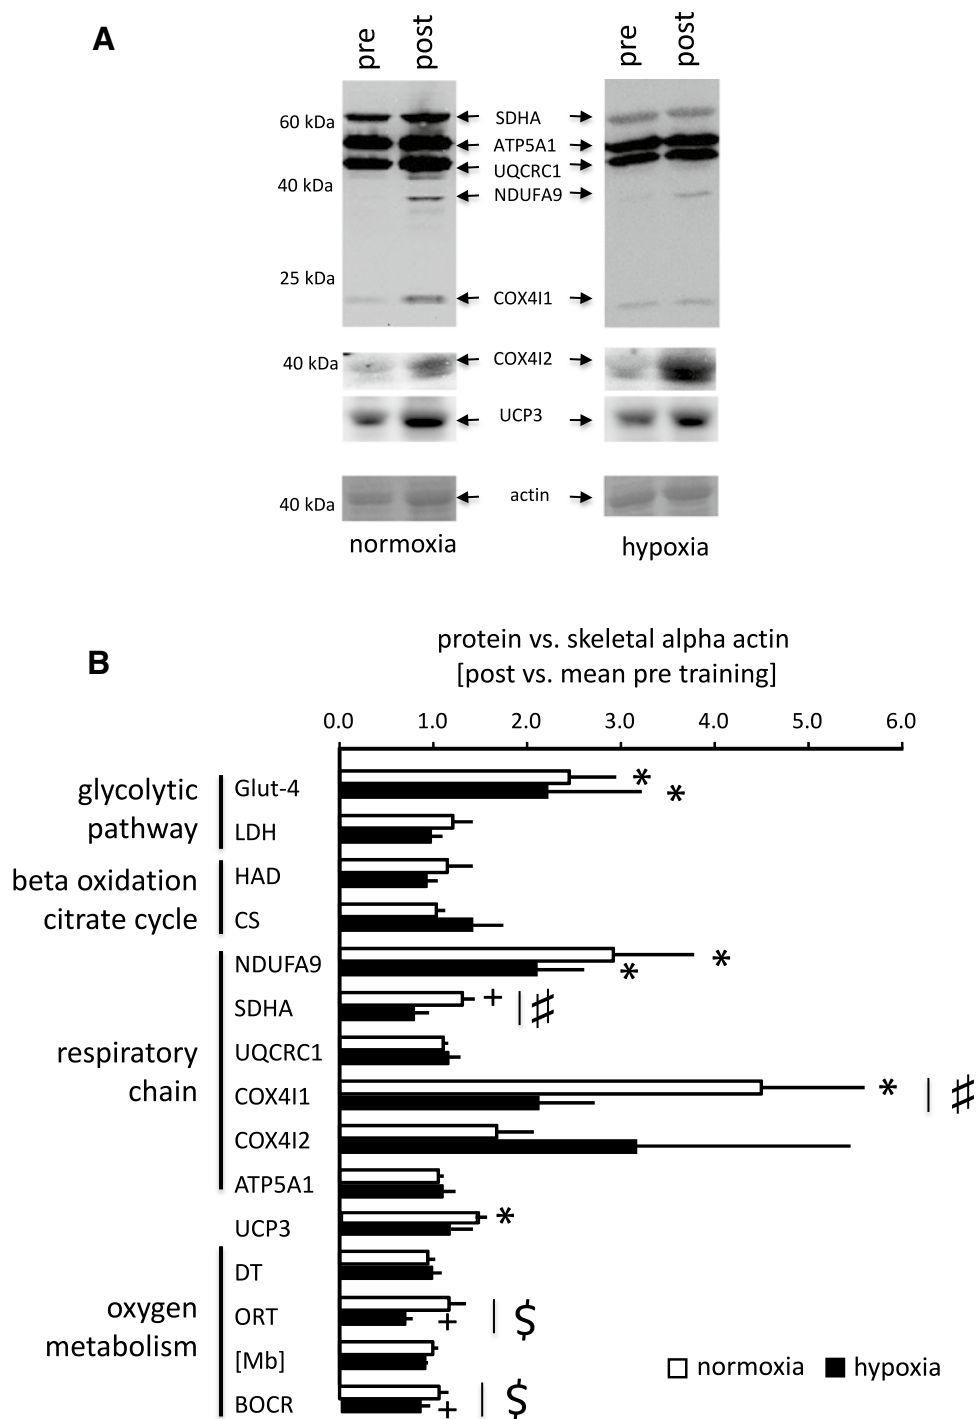 A
pre post pre post
60 kDa SDHA
ATP5A1
UQCRC1
40 kDa NDUFA9
25 kDa COX4I1
40 kDa COX4I2
UCP3
40 kDa actin
normoxia hypoxia
B
protein vs. skeletal alpha actin
[post vs. mean pre training]
0.0 1.0 2.0 3.0 4.0 5.0 6.0
glycolytic
pathway
Glut-4 * *
LDH
beta oxidation
citrate cycle
HAD
CS
respiratory
chain
NDUFA9 * *
SDHA + | #
UQCRC1
COX4I1 * | #
COX4I2
ATP5A1
UCP3 *
oxygen
metabolism
DT
ORT + | $
[Mb]
BOCR + | $
normoxia hypoxia